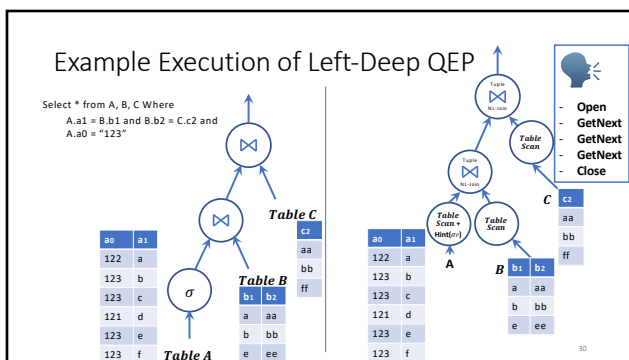 Example Execution of Left-Deep QEP
Select * from A, B, C Where
A.a1 = B.b1 and B.b2 = C.c2 and
A.a0 = "123"
⋈
⋈
σ
Table C
c2
aa
bb
ff
Table B
b1 b2
a aa
b bb
e ee
a0 a1
122 a
123 b
123 c
121 d
123 e
123 f
Table A
Tuple
⋈
NL-Join
Table
Scan
Tuple
⋈
NL-Join
Table
Scan +
Hint(σP)
Table
Scan
A
C
c2
aa
bb
ff
B
b1 b2
a aa
b bb
e ee
a0 a1
122 a
123 b
123 c
121 d
123 e
123 f
- Open
- GetNext
- GetNext
- GetNext
- Close
30